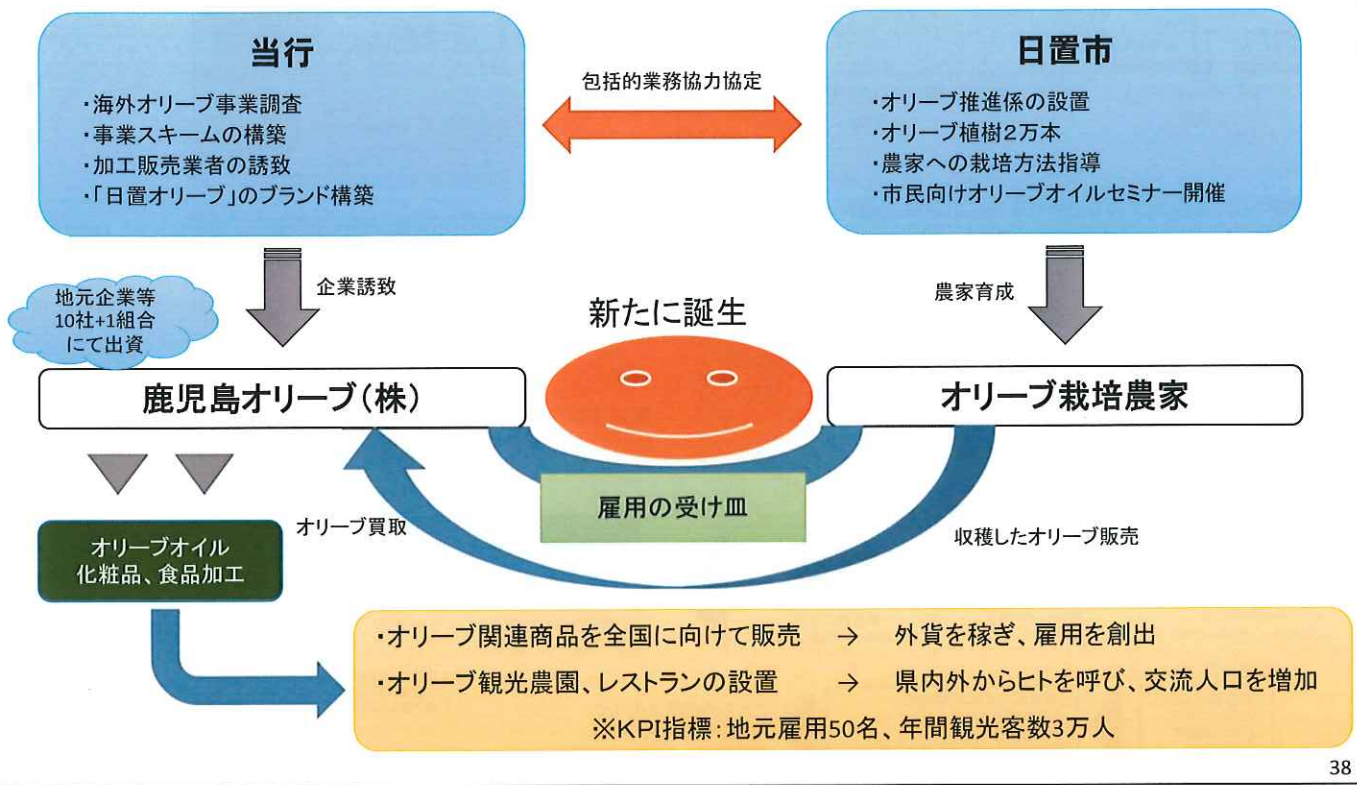 当行
・海外オリーブ事業調査
・事業スキームの構築
・加工販売業者の誘致
・「日置オリーブ」のブランド構築
包括的業務協力協定
日置市
・オリーブ推進係の設置
・オリーブ植樹２万本
・農家への栽培方法指導
・市民向けオリーブオイルセミナー開催
企業誘致
農家育成
地元企業等
10社+1組合
にて出資
新たに誕生
鹿児島オリーブ（株）
オリーブ栽培農家
雇用の受け皿
オリーブ買取
収穫したオリーブ販売
オリーブオイル
化粧品、食品加工
・オリーブ関連商品を全国に向けて販売 → 外貨を稼ぎ、雇用を創出
・オリーブ観光農園、レストランの設置 → 県内外からヒトを呼び、交流人口を増加
※KPI指標：地元雇用50名、年間観光客数3万人
38